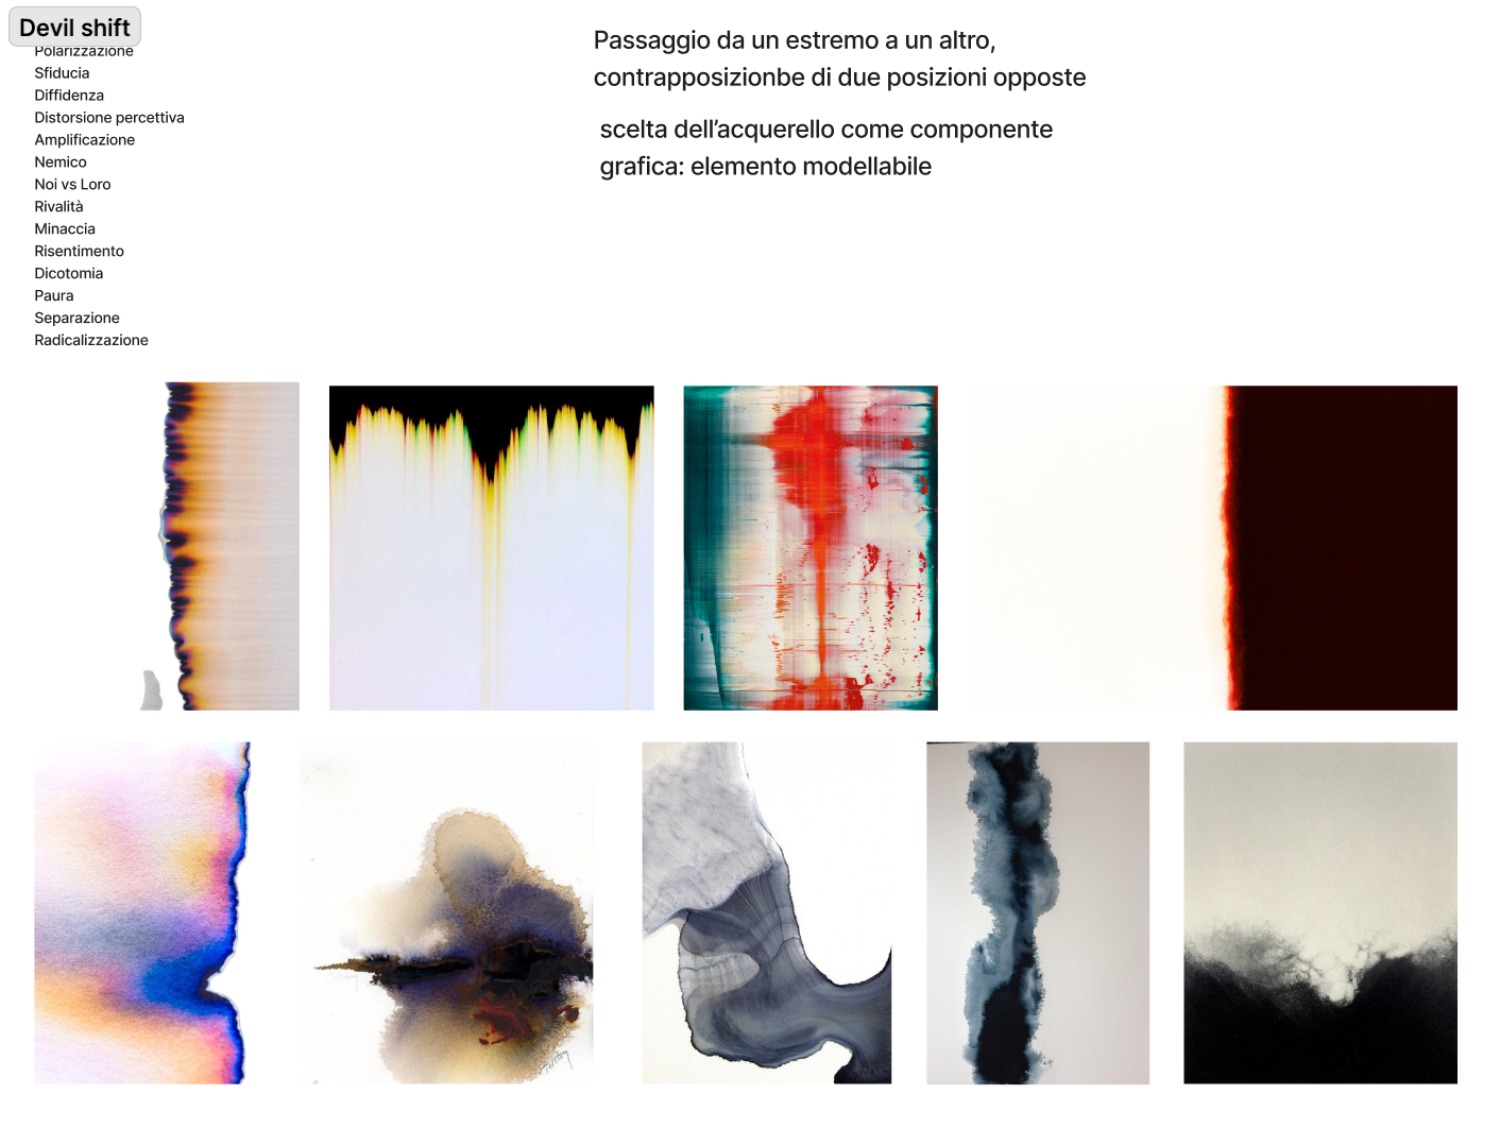 Devil shift
Polarizzazione
Sfiducia
Diffidenza
Distorsione percettiva
Amplificazione
Nemico
Noi vs Loro
Rivalità
Minaccia
Risentimento
Dicotomia
Paura
Separazione
Radicalizzazione
Passaggio da un estremo a un altro,
contrapposizionbe di due posizioni opposte
scelta dell’acquerello come componente
grafica: elemento modellabile